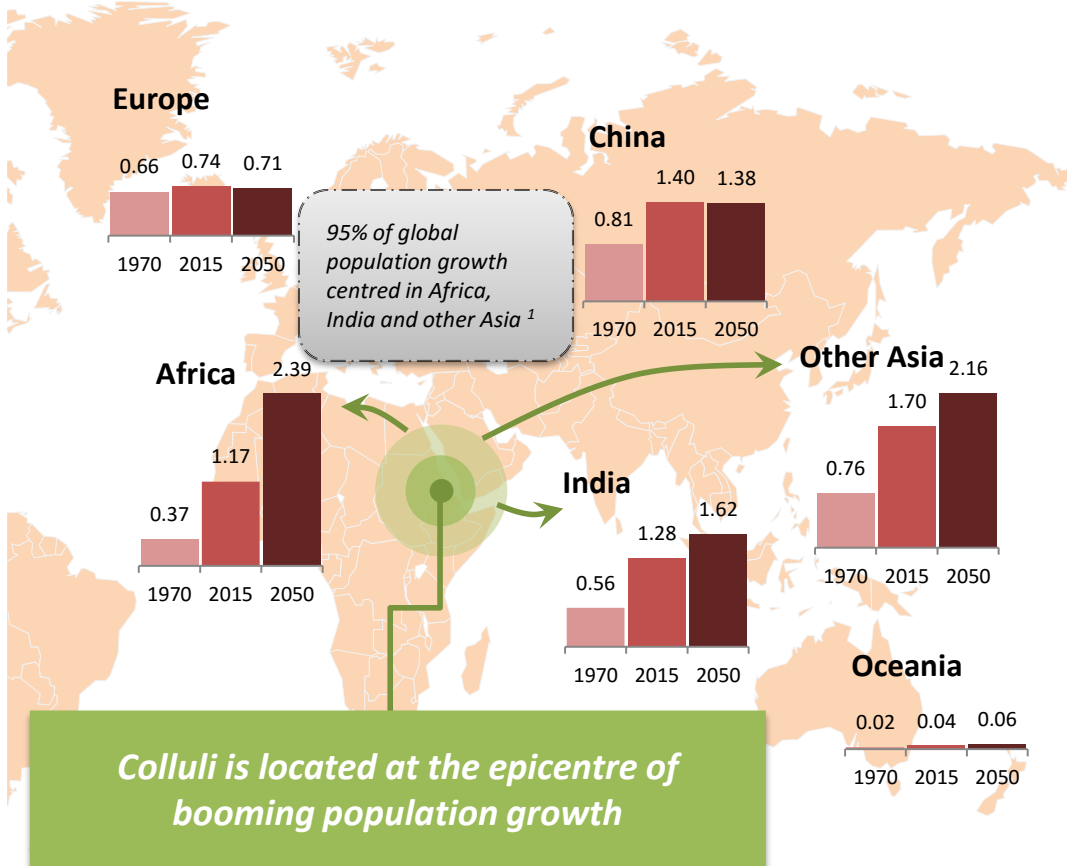 Europe
0.66 0.74 0.71
1970 2015 2050
China
0.81 1.40 1.38
1970 2015 2050
95% of global
population growth
centred in Africa,
India and other Asia 1
Africa
0.37 1.17 2.39
1970 2015 2050
Other Asia
0.76 1.70 2.16
1970 2015 2050
India
0.56 1.28 1.62
1970 2015 2050
Oceania
0.02 0.04 0.06
1970 2015 2050
Colluli is located at the epicentre of
booming population growth